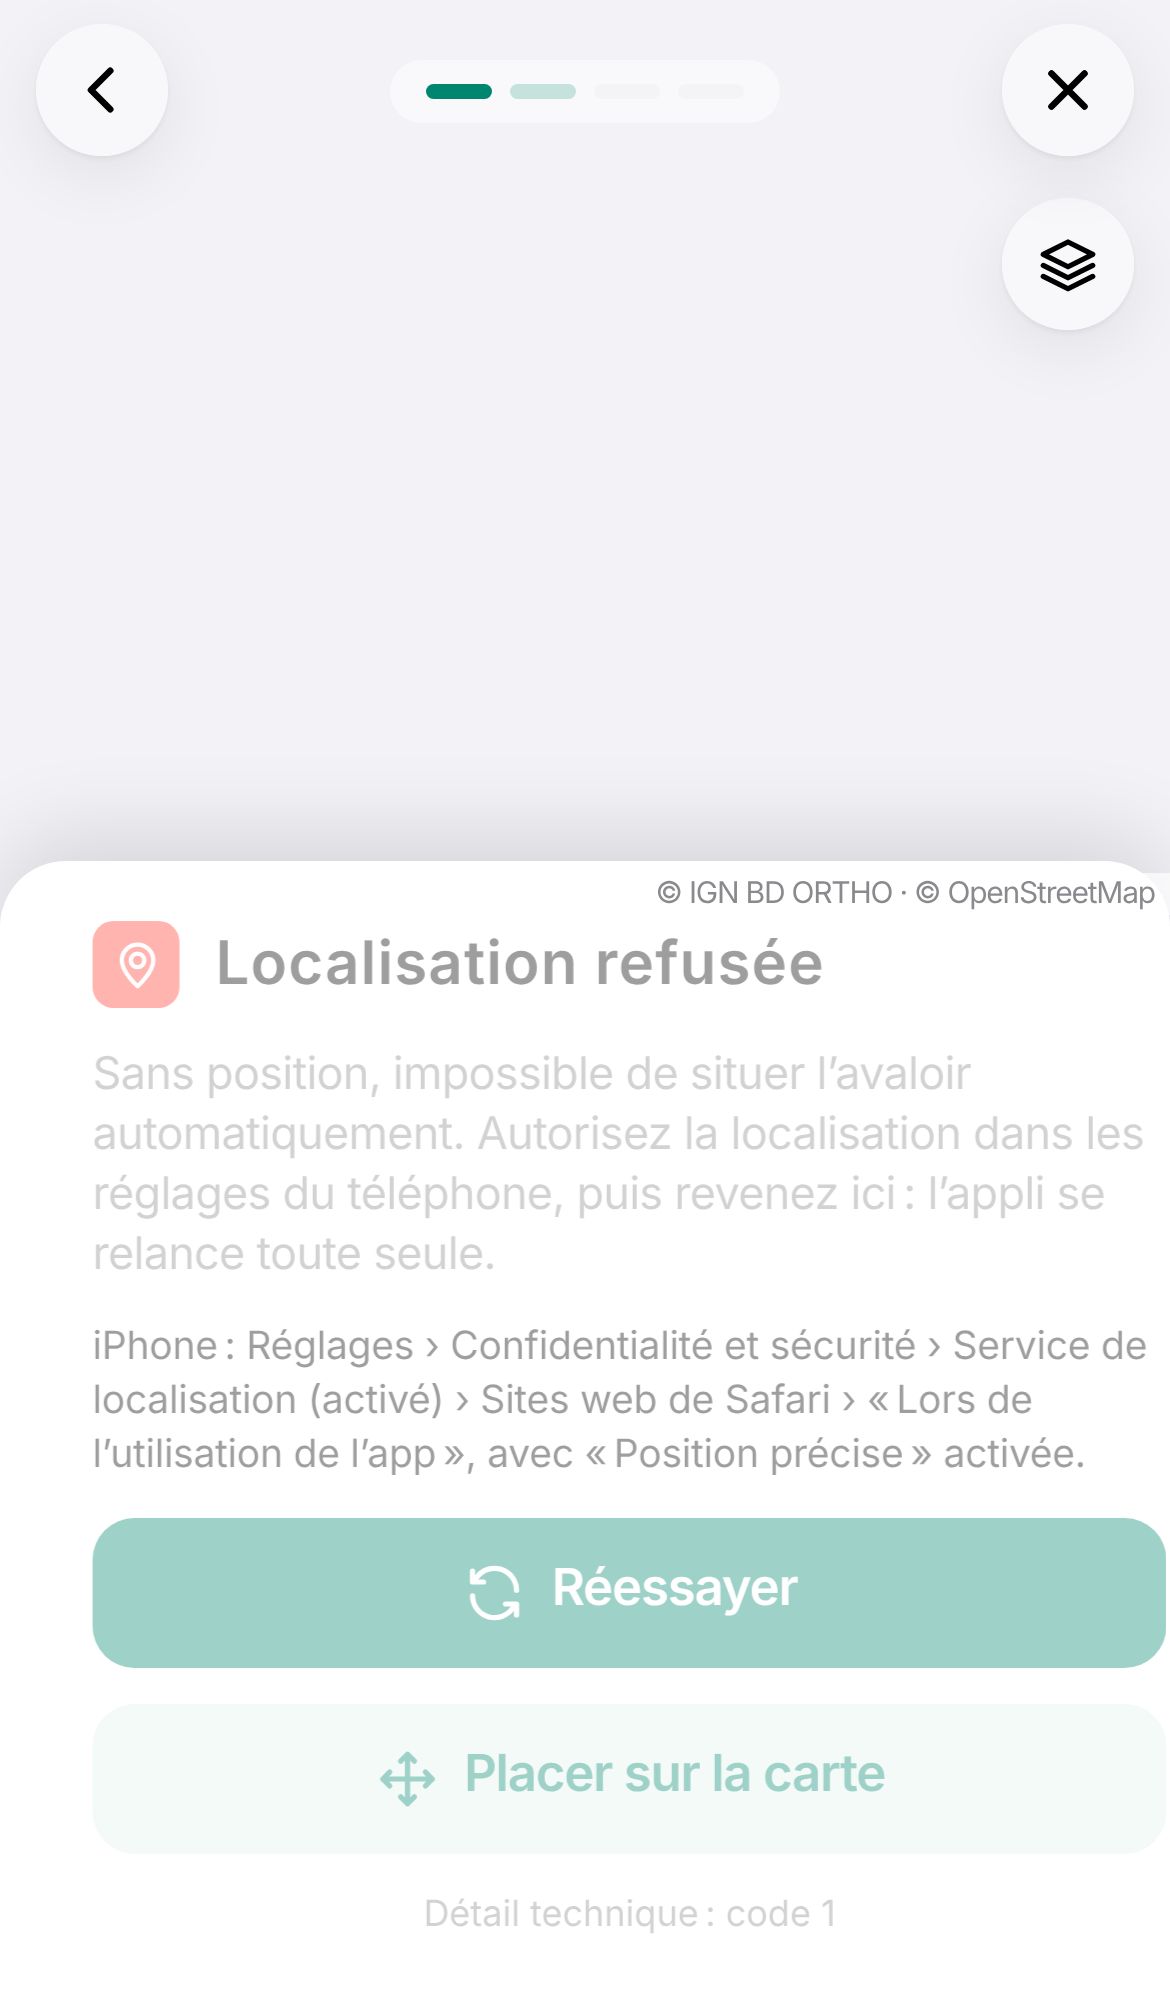 © IGN BD ORTHO · © OpenStreetMap
Localisation refusée
Sans position, impossible de situer l’avaloir
automatiquement. Autorisez la localisation dans les
réglages du téléphone, puis revenez ici : l’appli se
relance toute seule.
iPhone : Réglages › Confidentialité et sécurité › Service de
localisation (activé) › Sites web de Safari › « Lors de
l’utilisation de l’app », avec « Position précise » activée.
Réessayer
Placer sur la carte
Détail technique : code 1